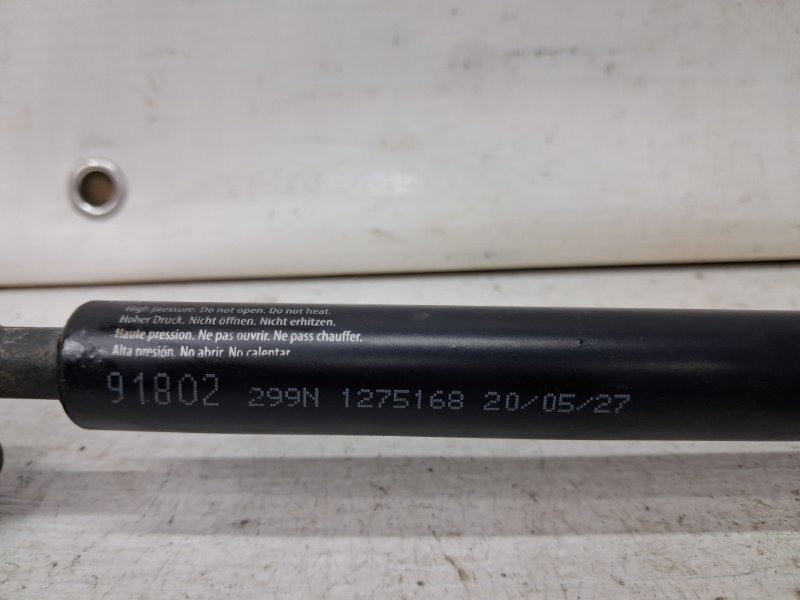 High pressure. Do not open. Do not heat.
Hoher Druck. Nicht öffnen. Nicht erhitzen.
Haute pression. Ne pas ouvrir. Ne pass chauffer.
Alta presión. No abrir. No calentar.
91802 299N 1275168 20/05/27